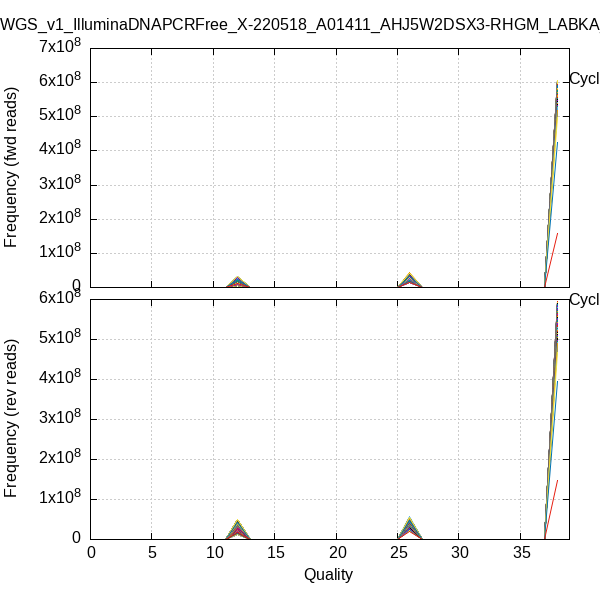 WGS_v1_IlluminaDNAPCRFree_X-220518_A01411_AHJ5W2DSX3-RHGM_LABKA
7x10^8
6x10^8
5x10^8
4x10^8
3x10^8
2x10^8
1x10^8
0
Frequency (fwd reads)
Cycl
6x10^8
5x10^8
4x10^8
3x10^8
2x10^8
1x10^8
0
Frequency (rev reads)
Cycl
0 5 10 15 20 25 30 35
Quality